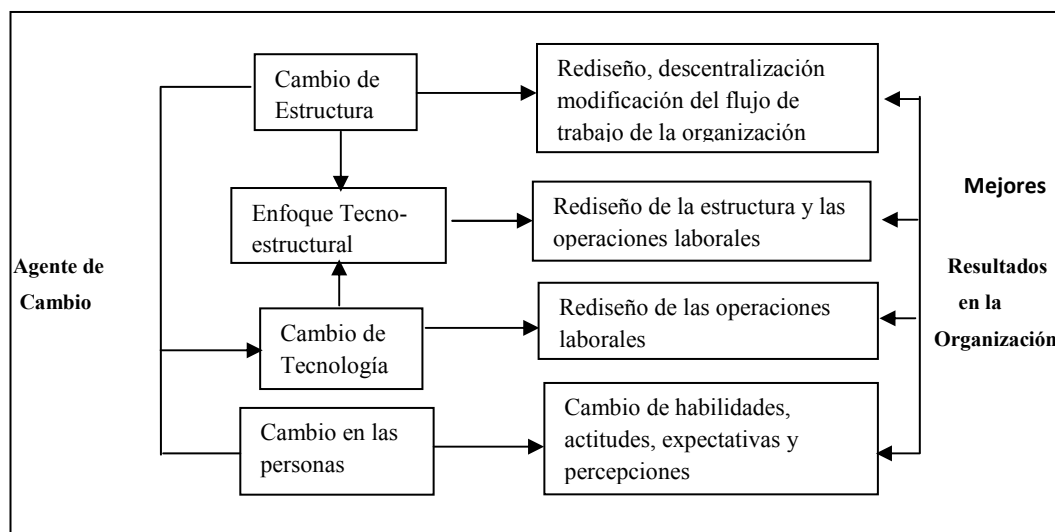 Cambio de
Estructura
Rediseño, descentralización
modificación del flujo de
trabajo de la organización
Enfoque Tecno-
estructural
Rediseño de la estructura y las
operaciones laborales
Mejores
Agente de
Cambio
Resultados
en la
Organización
Cambio de
Tecnología
Rediseño de las operaciones
laborales
Cambio en las
personas
Cambio de habilidades,
actitudes, expectativas y
percepciones